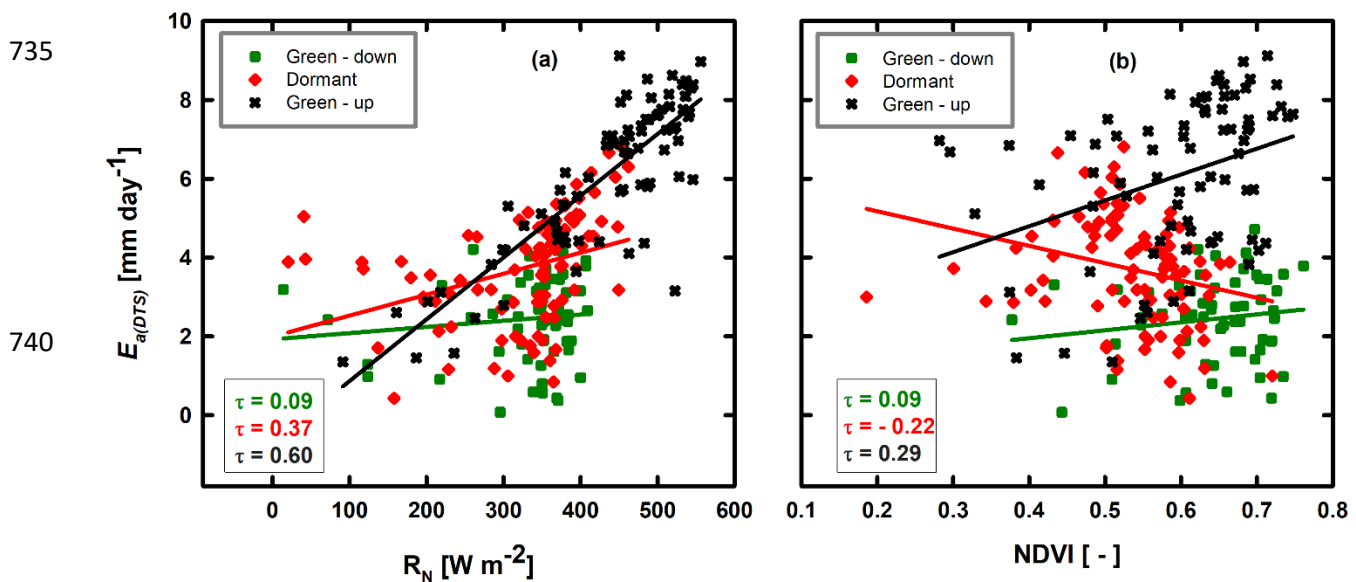 735
740
10
8
6
4
2
0
E_a(DTS) [mm day⁻¹]
Green - down
Dormant
Green - up
(a)
τ = 0.09
τ = 0.37
τ = 0.60
0 100 200 300 400 500 600
R_N [W m⁻²]
Green - down
Dormant
Green - up
(b)
τ = 0.09
τ = - 0.22
τ = 0.29
0.1 0.2 0.3 0.4 0.5 0.6 0.7 0.8
NDVI [ - ]